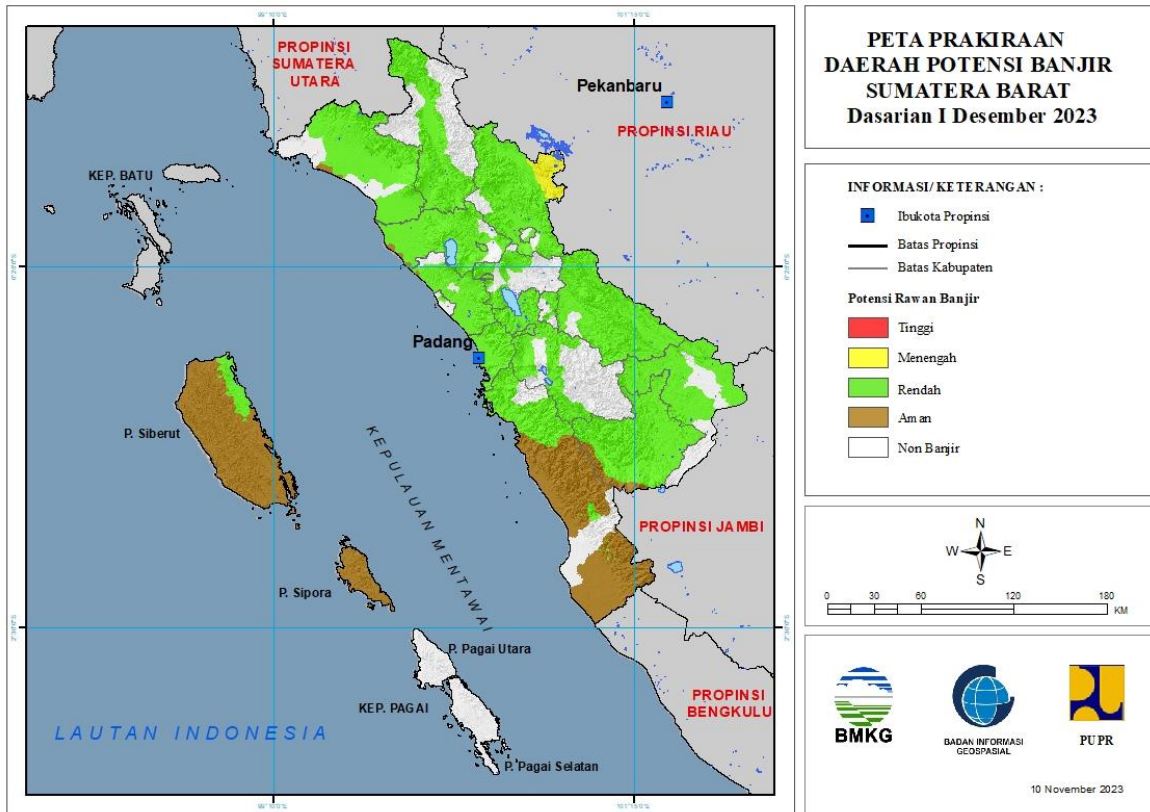 PROPINSI
SUMATERA
UTARA
Pekanbaru
PROPINSI RIAU
KEP. BATU
Padang
P. Siberut
KEPULAUAN MENTAWAI
PROPINSI JAMBI
P. Sipora
P. Pagai Utara
KEP. PAGAI
PROPINSI
BENGKULU
LAUTAN INDONESIA
P. Pagai Selatan
PETA PRAKIRAAN
DAERAH POTENSI BANJIR
SUMATERA BARAT
Dasarian I Desember 2023
INFORMASI/ KETERANGAN :
Ibukota Propinsi
Batas Propinsi
Batas Kabupaten
Potensi Rawan Banjir
Tinggi
Menengah
Rendah
Aman
Non Banjir
N
W E
S
0 15 30 60 120 180
KM
BMKG
BADAN INFORMASI
GEOSPASIAL
PUPR
10 November 2023